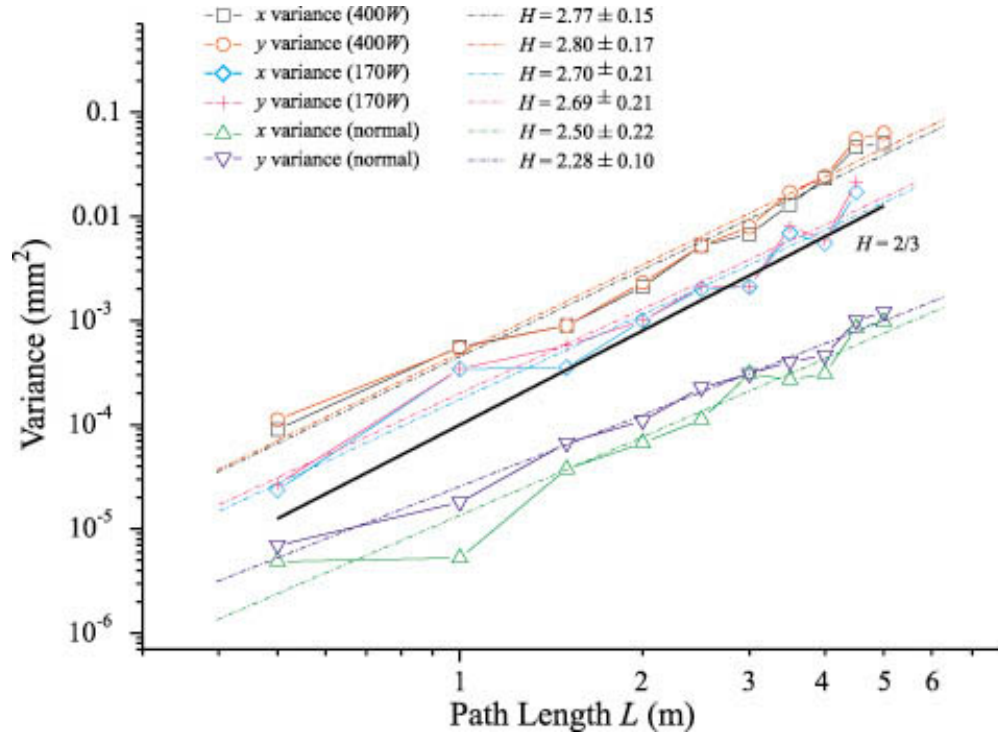 x variance (400W) H = 2.77 ± 0.15
y variance (400W) H = 2.80 ± 0.17
x variance (170W) H = 2.70 ± 0.21
y variance (170W) H = 2.69 ± 0.21
x variance (normal) H = 2.50 ± 0.22
y variance (normal) H = 2.28 ± 0.10
0.1
0.01
10⁻³
10⁻⁴
10⁻⁵
10⁻⁶
Variance (mm²)
H = 2/3
1 2 3 4 5 6
Path Length L (m)